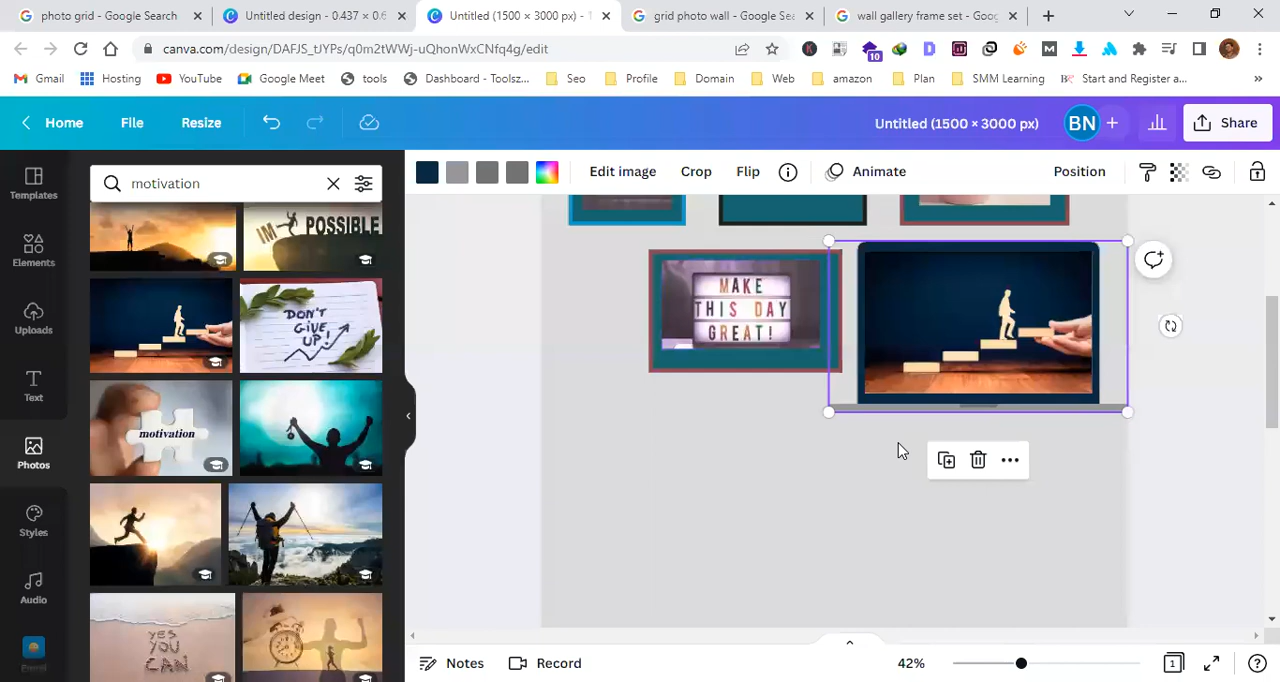 photo grid - Google Search
Untitled design - 0.437 × 0.6
Untitled (1500 × 3000 px) - 1
grid photo wall - Google Sea
wall gallery frame set - Goog
canva.com/design/DAFJS_tJYPs/q0m2tWWj-uQhonWxCNfq4g/edit
10
Gmail
Hosting
YouTube
Google Meet
tools
Dashboard - Toolsz...
Seo
Profile
Domain
Web
amazon
Plan
SMM Learning
Start and Register a...
»
Home
File
Resize
Untitled (1500 × 3000 px)
BN
Share
motivation
Edit image
Crop
Flip
Animate
Position
Templates
Elements
Uploads
Text
Photos
Styles
Audio
IM POSSIBLE
DON'T
GIVE
UP!
motivation
YES
YOU
CAN
MAKE
THIS DAY
GREAT!
Notes
Record
42%
1